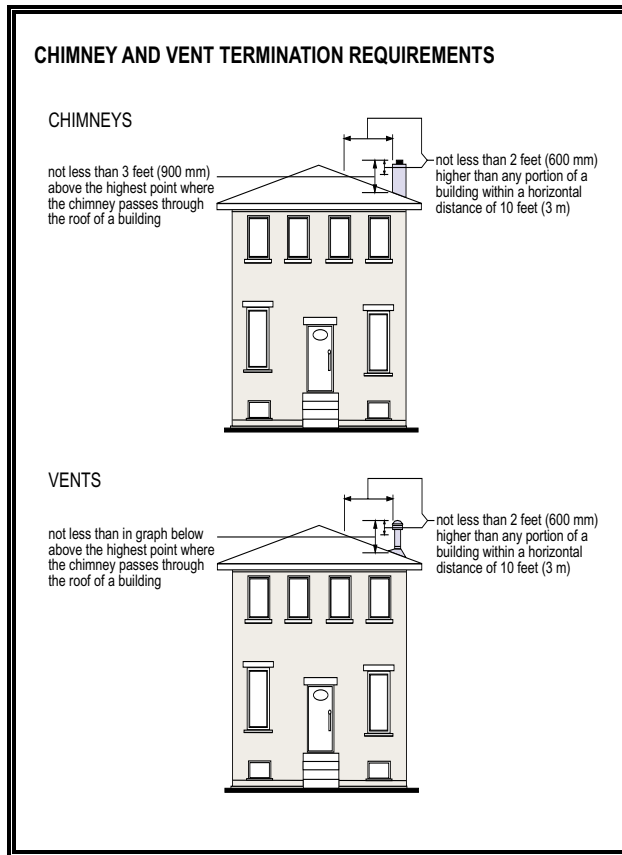 CHIMNEY AND VENT TERMINATION REQUIREMENTS
CHIMNEYS
not less than 3 feet (900 mm)
above the highest point where
the chimney passes through
the roof of a building
not less than 2 feet (600 mm)
higher than any portion of a
building within a horizontal
distance of 10 feet (3 m)
VENTS
not less than in graph below
above the highest point where
the chimney passes through
the roof of a building
not less than 2 feet (600 mm)
higher than any portion of a
building within a horizontal
distance of 10 feet (3 m)